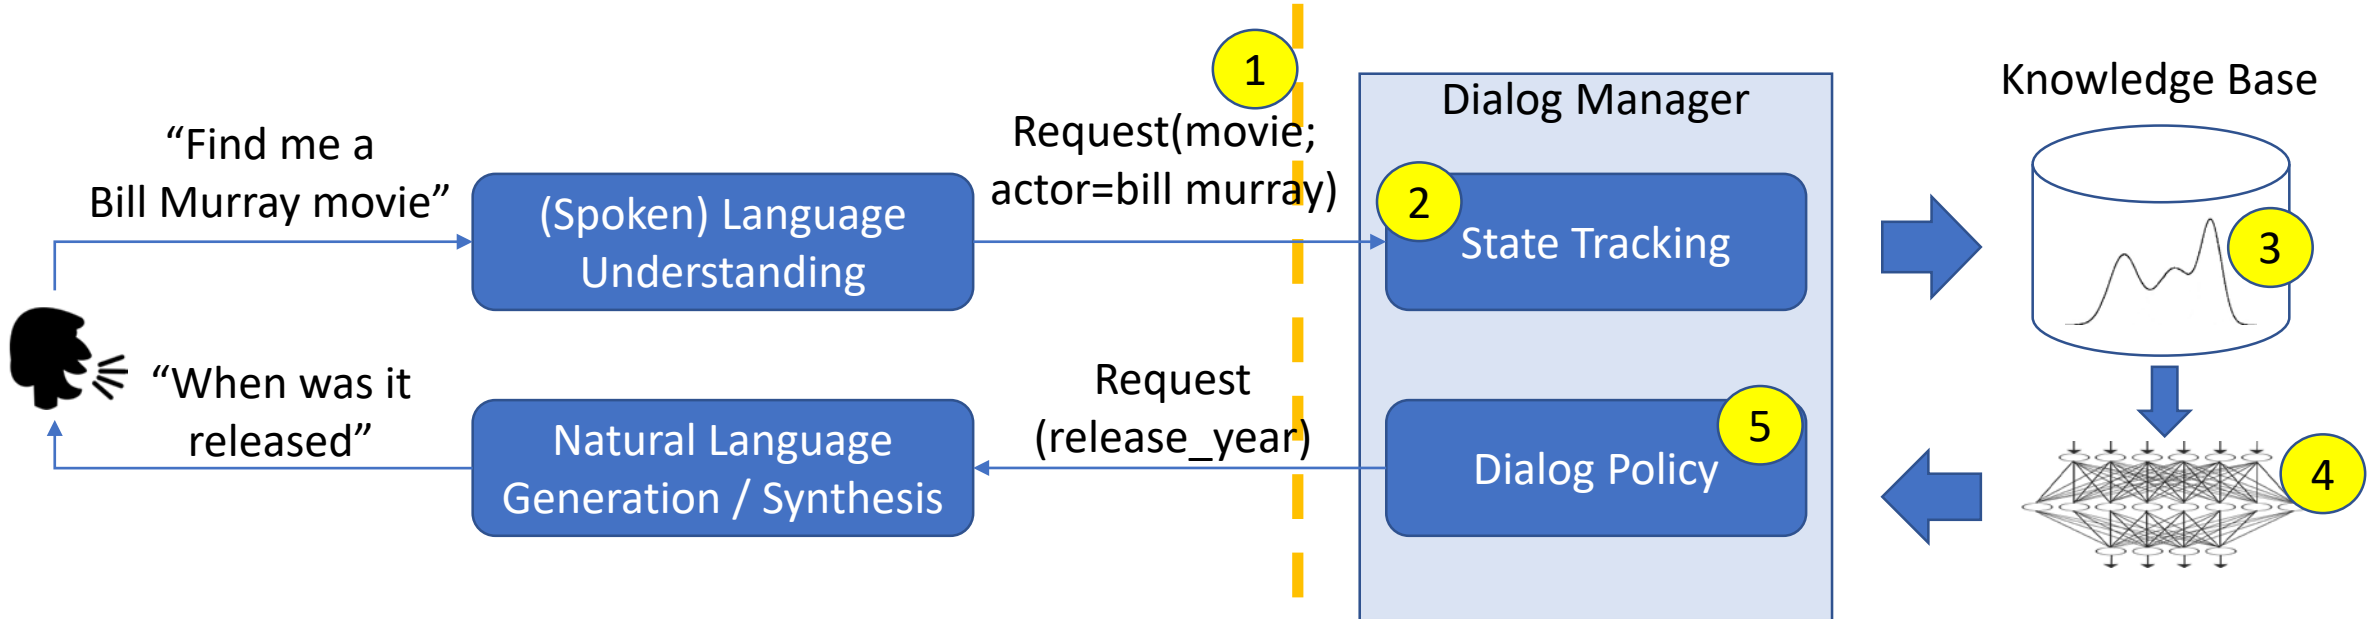 1
Dialog Manager
Knowledge Base
“Find me a
Bill Murray movie”
Request(movie;
actor=bill murray)
(Spoken) Language
Understanding
2
State Tracking
3
“When was it
released”
Natural Language
Generation / Synthesis
Request
(release_year)
5
Dialog Policy
4